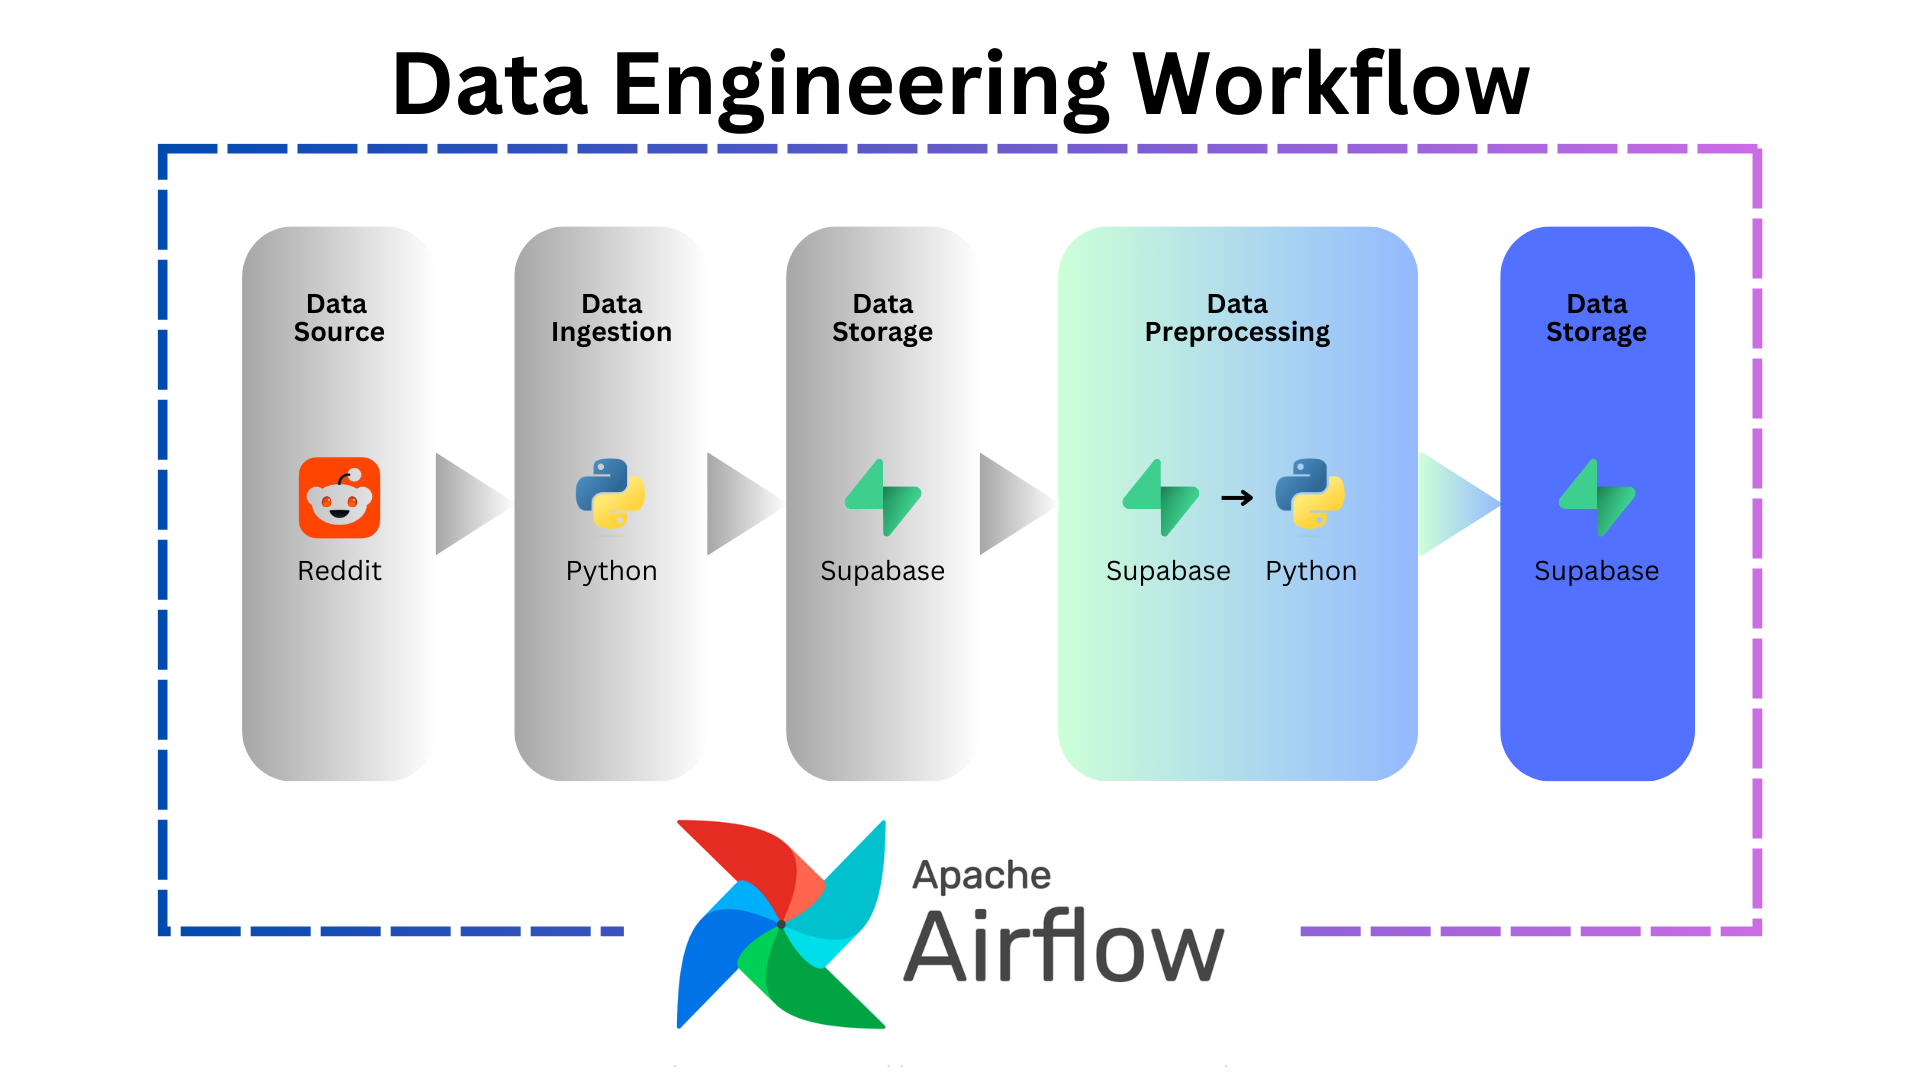 Data Engineering Workflow
Data
Source
Reddit
Data
Ingestion
Python
Data
Storage
Supabase
Data
Preprocessing
Supabase
Python
Data
Storage
Supabase
Apache
Airflow